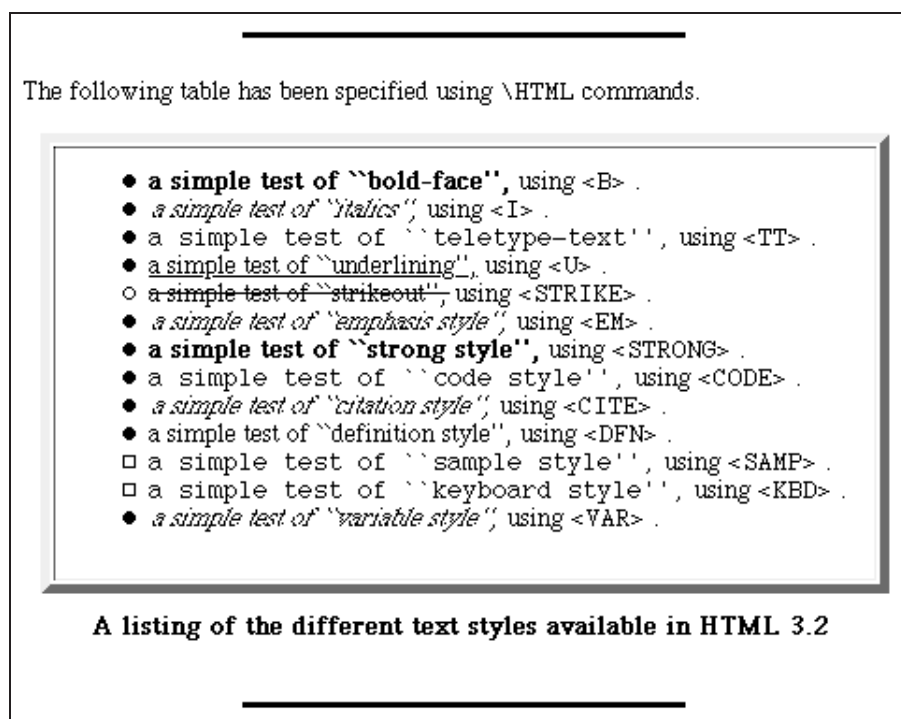 The following table has been specified using \HTML commands.
● a simple test of ``bold-face'', using <B> .
● a simple test of ``italics'', using <I> .
● a simple test of ``teletype-text'', using <TT> .
● a simple test of ``underlining'', using <U> .
○ a simple test of ``strikeout'', using <STRIKE> .
● a simple test of ``emphasis style'', using <EM> .
● a simple test of ``strong style'', using <STRONG> .
● a simple test of ``code style'', using <CODE> .
● a simple test of ``citation style'', using <CITE> .
● a simple test of ``definition style'', using <DFN> .
□ a simple test of ``sample style'', using <SAMP> .
□ a simple test of ``keyboard style'', using <KBD> .
● a simple test of ``variable style'', using <VAR> .
A listing of the different text styles available in HTML 3.2